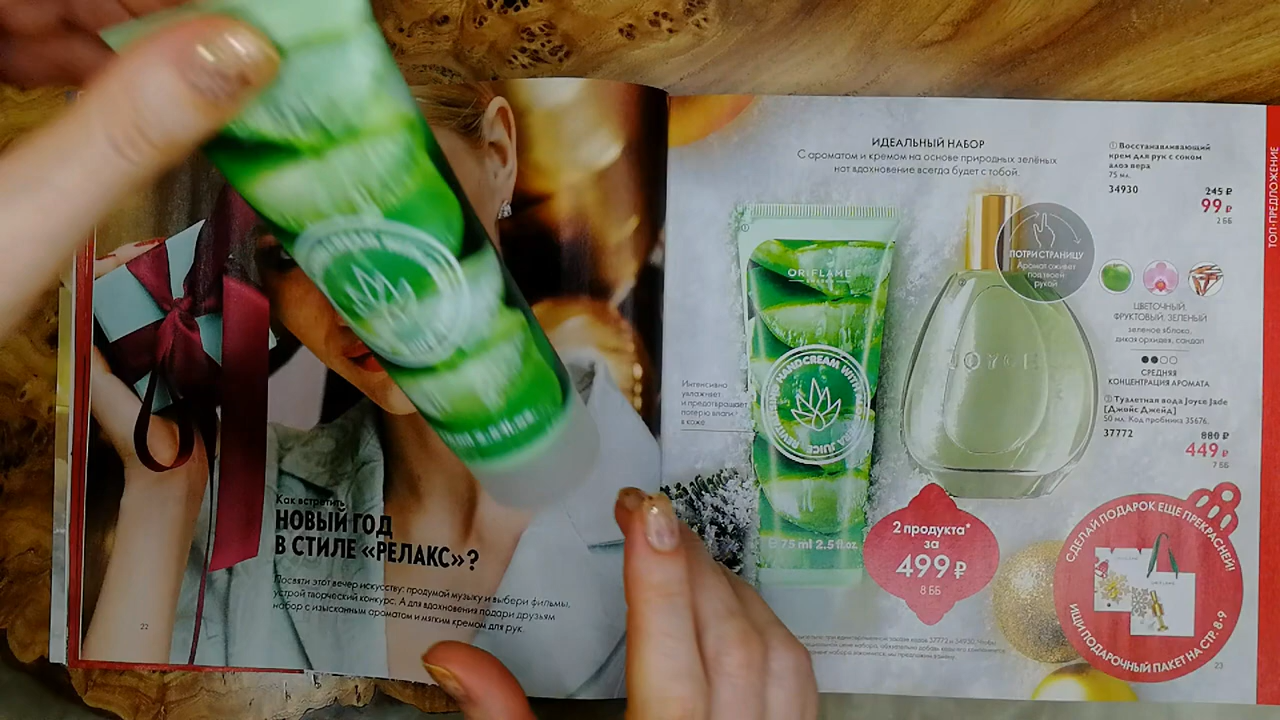 Как встретить
НОВЫЙ ГОД
В СТИЛЕ «РЕЛАКС»?
Посвяти этот вечер искусству: продумай музыку и выбери фильмы,
устрой творческий конкурс. А для вдохновения подари друзьям
набор с изысканным ароматом и мягким кремом для рук.
22
ИДЕАЛЬНЫЙ НАБОР
С ароматом и кремом на основе природных зелёных
нот вдохновение всегда будет с тобой.
① Восстанавливающий
крем для рук с соком
алоэ вера
75 мл.
34930
245 ₽
99 ₽
2 ББ
ТОП-ПРЕДЛОЖЕНИЕ
ORIFLAME
HAND CREAM WITH
JUICE
75 ml 2.5 fl.oz.
Интенсивно
увлажняет
и предотвращает
потерю влаги
в коже
JOYCE
ПОТРИ СТРАНИЦУ
Аромат оживет
под твоей
рукой
ЦВЕТОЧНЫЙ.
ФРУКТОВЫЙ. ЗЕЛЕНЫЙ
зеленое яблоко,
дикая орхидея, сандал
СРЕДНЯЯ
КОНЦЕНТРАЦИЯ АРОМАТА
② Туалетная вода Joyce Jade
[Джойс Джейд]
50 мл. Код пробника 35676.
37772
880 ₽
449 ₽
7 ББ
2 продукта*
за
499 ₽
8 ББ
СДЕЛАЙ ПОДАРОК ЕЩЕ ПРЕКРАСНЕЙ!
ИЩИ ПОДАРОЧНЫЙ ПАКЕТ НА СТР. 8-9
23